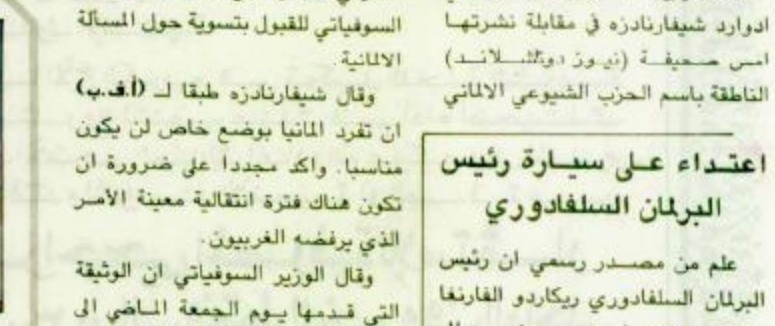 ادوارد شيفارنادزه في مقابلة نشرتها
امس صحيفة (نيوز دوتشلاند)
الناطقة باسم الحزب الشيوعي الالماني
اعتداء على سيارة رئيس
البرلمان السلفادوري
علم من مصدر رسمي ان رئيس
البرلمان السلفادوري ريكاردو الفارنغا
السوفياتي للقبول بتسوية حول المسألة
الالمانية.
وقال شيفارنادزه طبقا لـ (أ.ف.ب)
ان تفرد المانيا بوضع خاص لن يكون
مناسبا. واكد مجددا على ضرورة ان
تكون هناك فترة انتقالية معينة الأمر
الذي يرفضه الغربيون.
وقال الوزير السوفياتي ان الوثيقة
التي قدمها يوم الجمعة الماضي الى